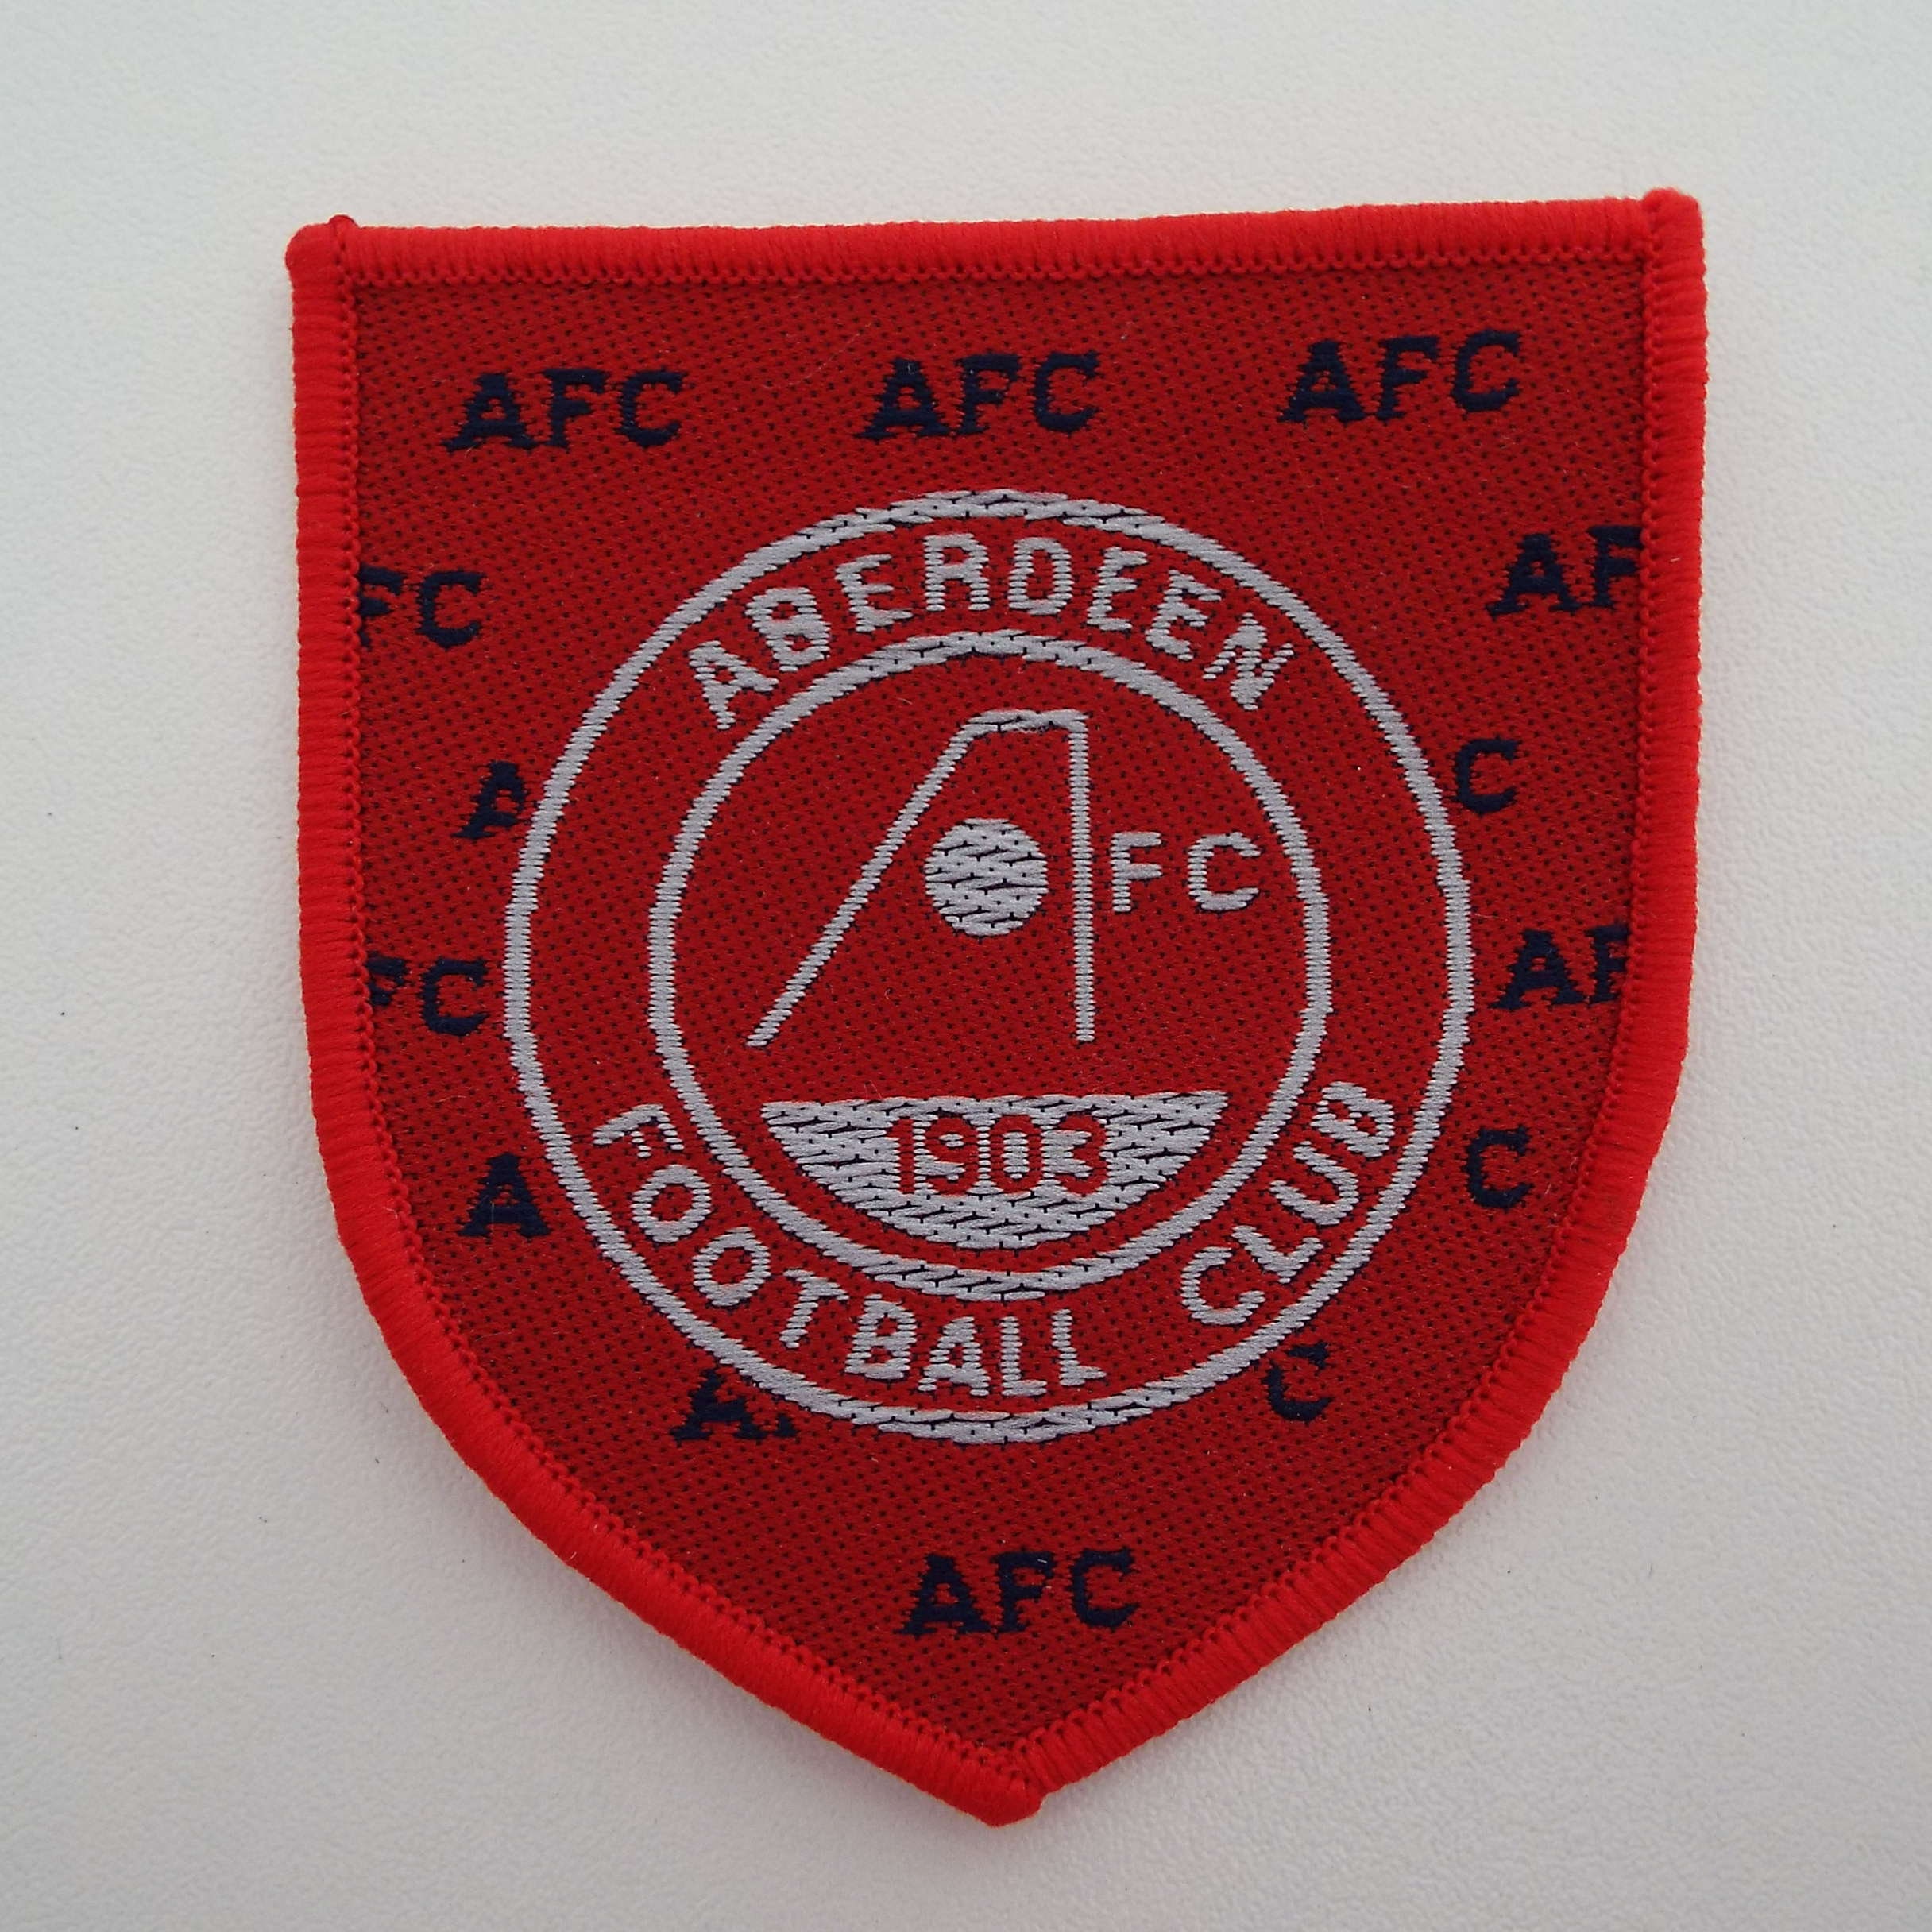 AFC AFC AFC
FC
AF
ABERDEEN
A
C
FC
FC
AF
1903
A
C
FOOTBALL CLUB
A
C
AFC